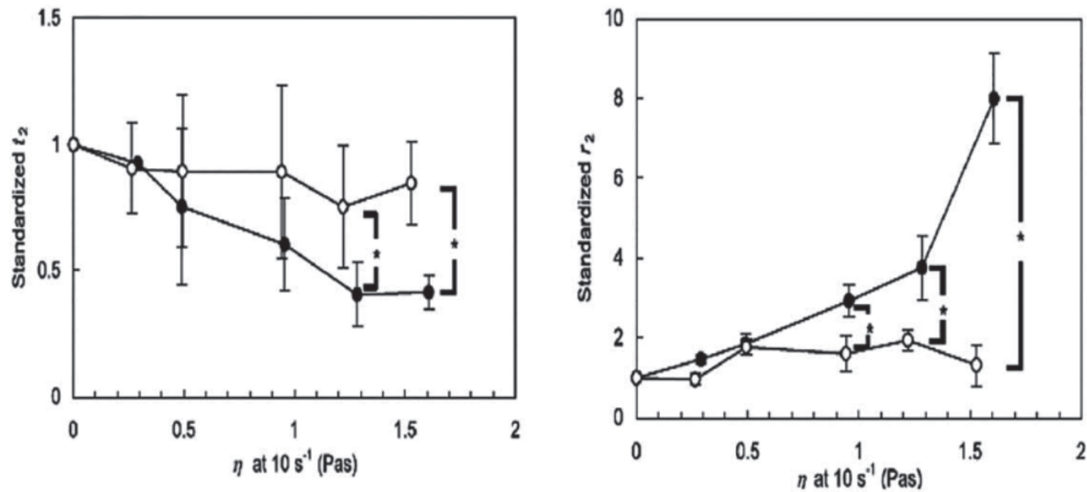 1.5
1
0.5
0
Standardized t₂
*
*
0 0.5 1 1.5 2
η at 10 s⁻¹ (Pas)
10
8
6
4
2
0
Standardized r₂
*
*
*
0 0.5 1 1.5 2
η at 10 s⁻¹ (Pas)